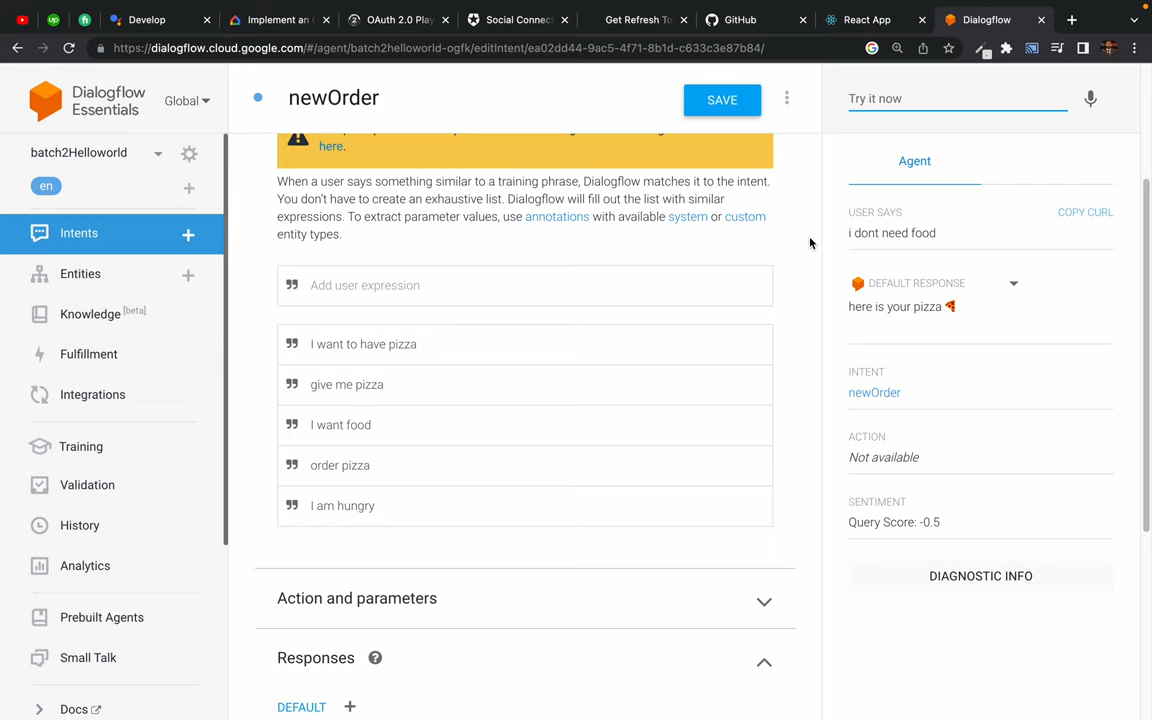 Develop
Implement an
OAuth 2.0 Play
Social Connect
Get Refresh To
GitHub
React App
Dialogflow
https://dialogflow.cloud.google.com/#/agent/batch2helloworld-ogfk/editIntent/ea02dd44-9ac5-4f71-8b1d-c633c3e87b84/
Dialogflow
Essentials
Global
batch2Helloworld
en
Intents
Entities
Knowledge [beta]
Fulfillment
Integrations
Training
Validation
History
Analytics
Prebuilt Agents
Small Talk
Docs
newOrder
SAVE
here.
When a user says something similar to a training phrase, Dialogflow matches it to the intent.
You don't have to create an exhaustive list. Dialogflow will fill out the list with similar
expressions. To extract parameter values, use annotations with available system or custom
entity types.
Add user expression
I want to have pizza
give me pizza
I want food
order pizza
I am hungry
Action and parameters
Responses ?
DEFAULT +
Try it now
Agent
USER SAYS
COPY CURL
i dont need food
DEFAULT RESPONSE
here is your pizza 🍕
INTENT
newOrder
ACTION
Not available
SENTIMENT
Query Score: -0.5
DIAGNOSTIC INFO